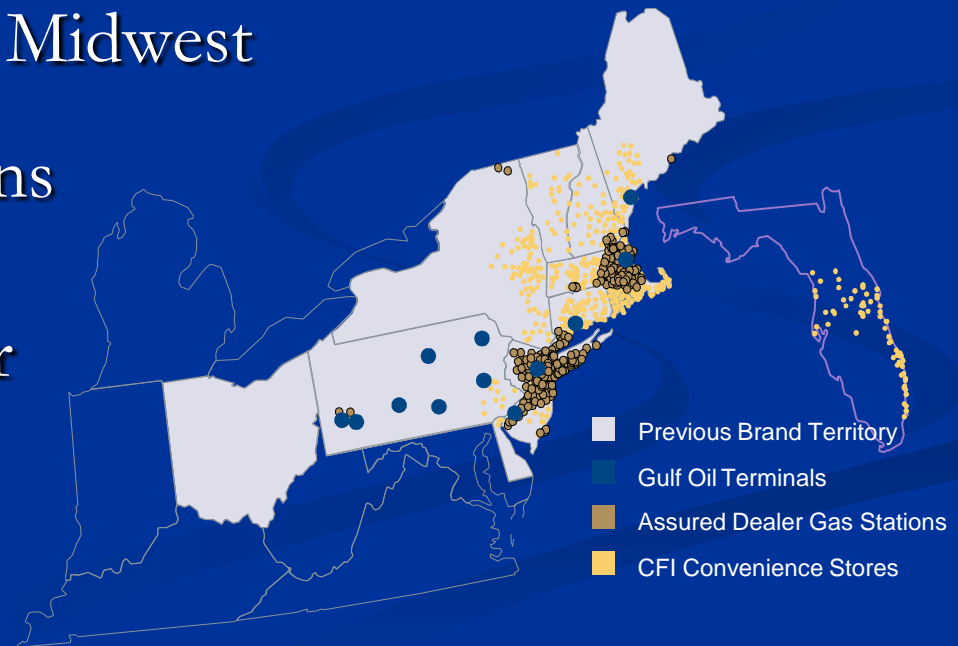 Midwest
ns
r
Previous Brand Territory
Gulf Oil Terminals
Assured Dealer Gas Stations
CFI Convenience Stores